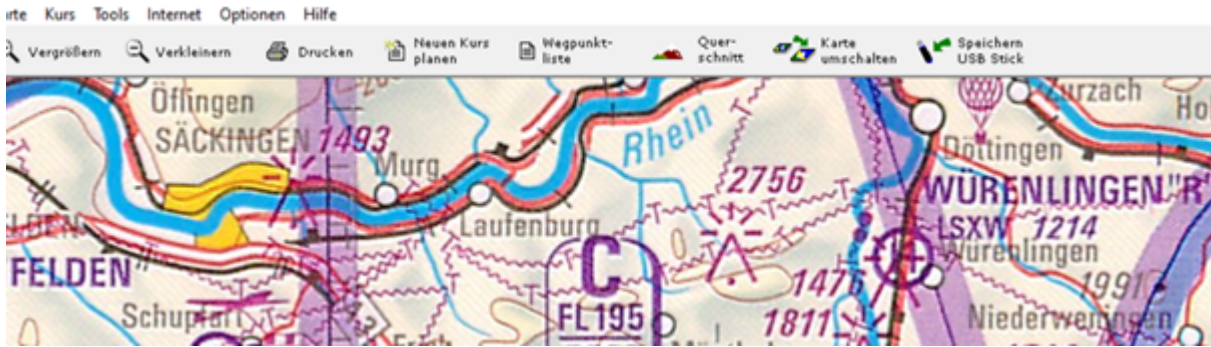 Kurs Tools Internet Optionen Hilfe
Vergrößern Verkleinern Drucken Neuen Kurs planen Wegpunkt-liste Quer-schnitt Karte umschalten Speichern USB Stick
Öflingen
SÄCKINGEN 1493
Murg
Laufenburg
Rhein
2756
Zurzach
Döttingen
WÜRENLINGEN "R"
LSXW 1214
Würenlingen
FELDEN"
C
FL195
1476
1991
Schupfart
1811
Niederweningen